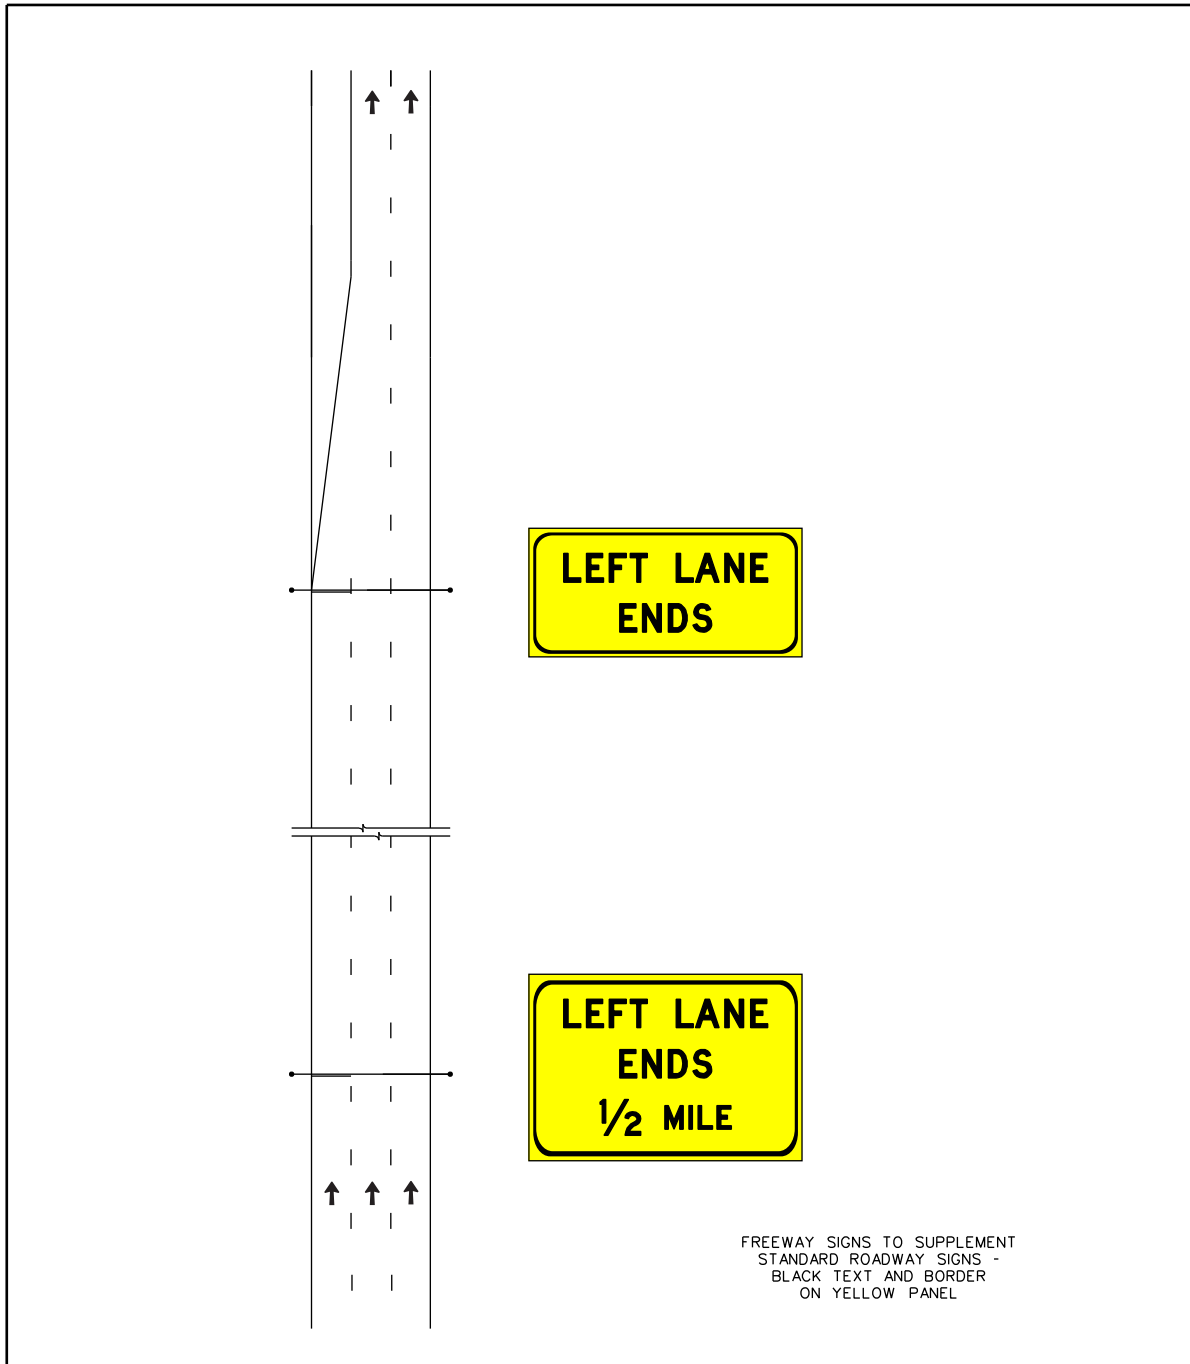 LEFT LANE
ENDS
LEFT LANE
ENDS
1/2 MILE
FREEWAY SIGNS TO SUPPLEMENT
STANDARD ROADWAY SIGNS -
BLACK TEXT AND BORDER
ON YELLOW PANEL